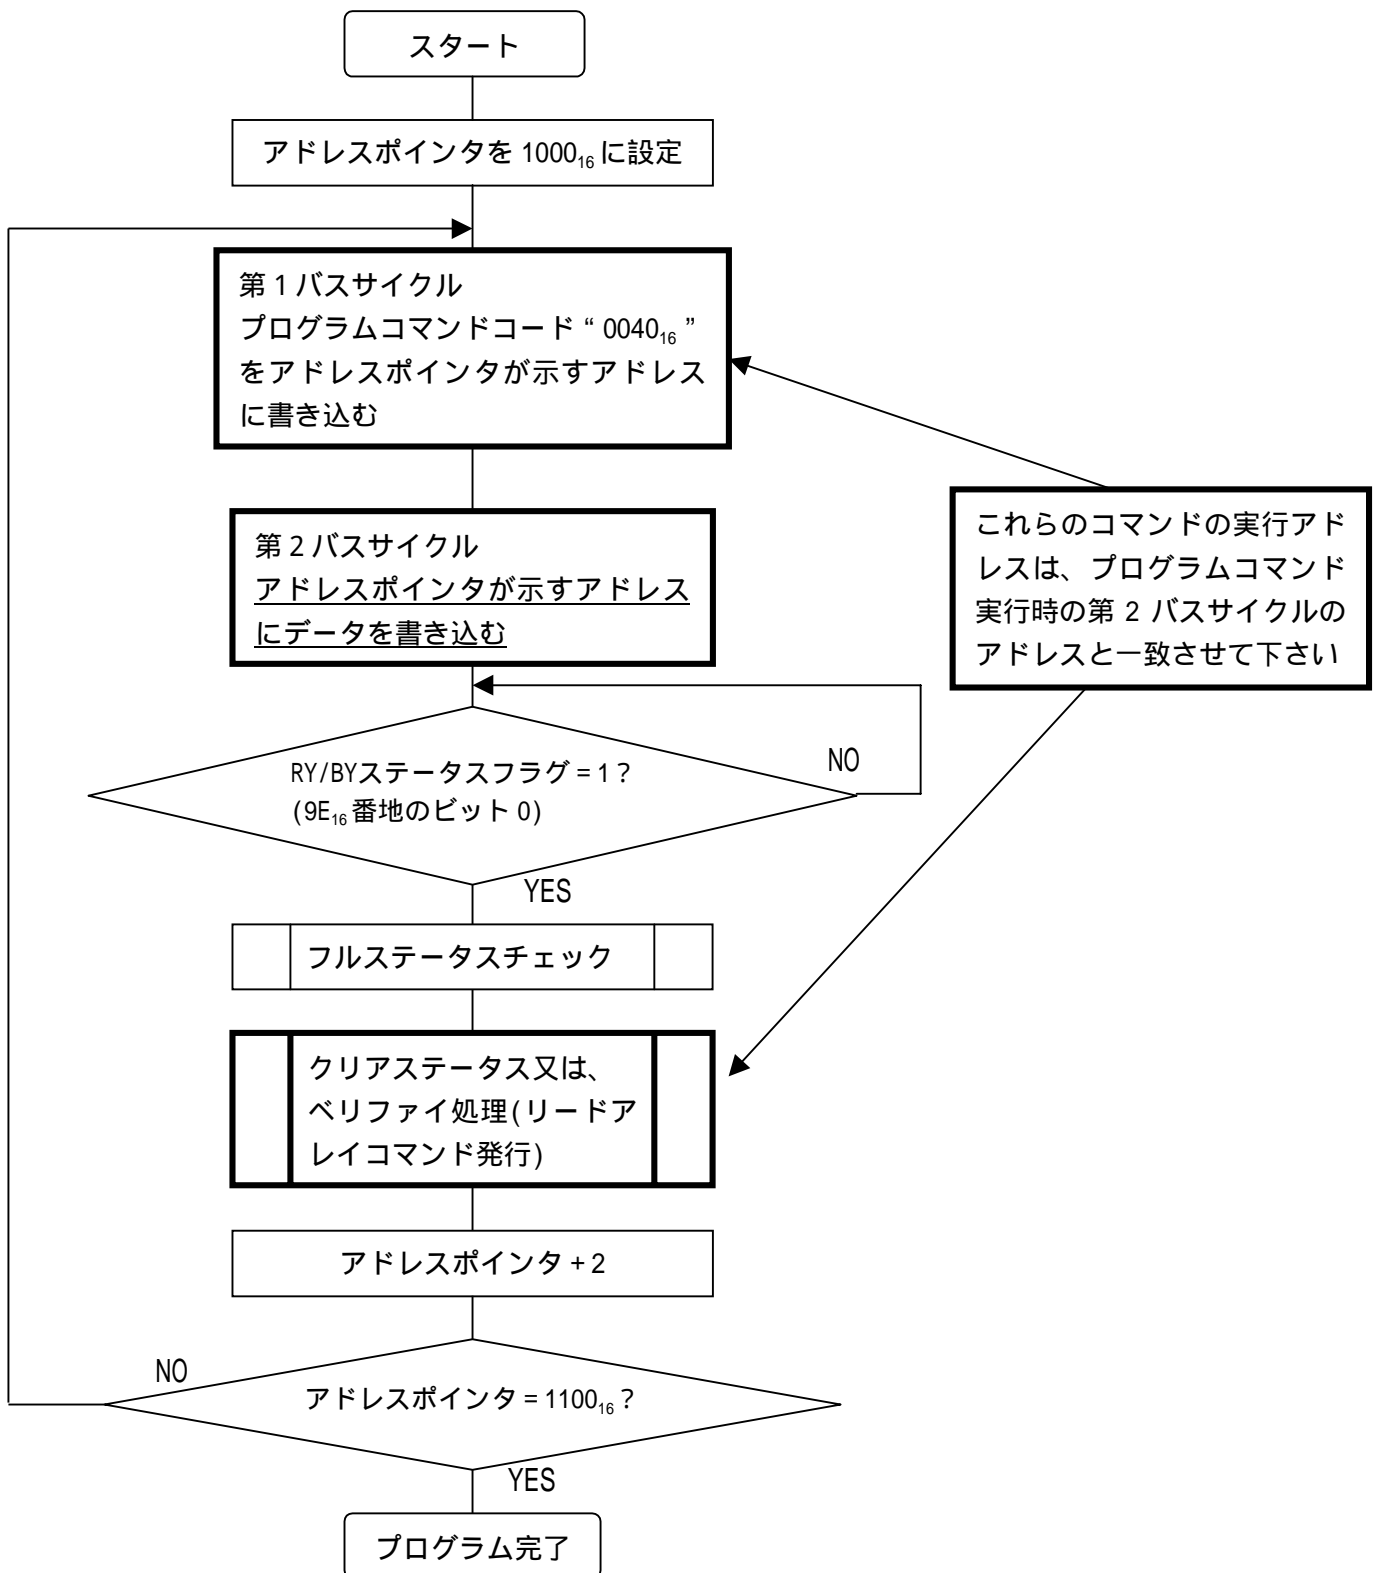 スタート
アドレスポインタを 1000₁₆ に設定
第 1 バスサイクル
プログラムコマンドコード “ 0040₁₆ ”
をアドレスポインタが示すアドレス
に書き込む
第 2 バスサイクル
アドレスポインタが示すアドレス
にデータを書き込む
これらのコマンドの実行アド
レスは、プログラムコマンド
実行時の第 2 バスサイクルの
アドレスと一致させて下さい
RY/BYステータスフラグ = 1 ?
(9E₁₆ 番地のビット 0)
NO
YES
フルステータスチェック
クリアステータス又は、
ベリファイ処理(リードア
レイコマンド発行)
アドレスポインタ + 2
NO
アドレスポインタ = 1100₁₆ ?
YES
プログラム完了